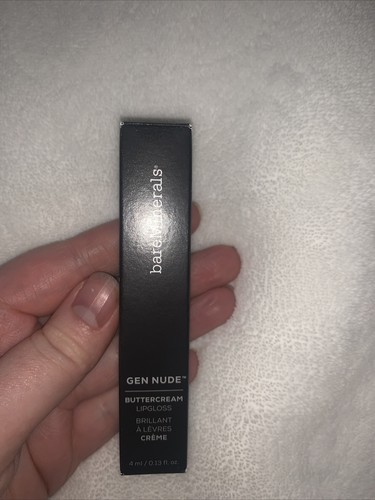 bareMinerals®
GEN NUDE™
BUTTERCREAM
LIPGLOSS
BRILLANT
À LÈVRES
CRÈME
4 ml / 0.13 fl oz